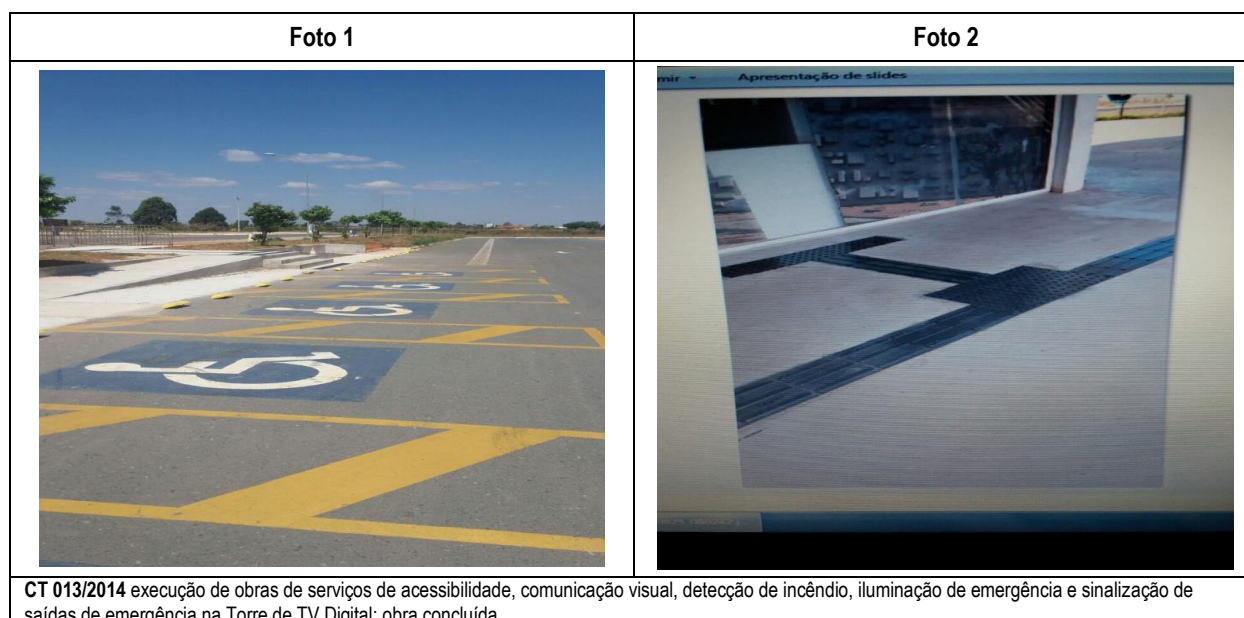 Foto 1
Foto 2
Apresentação de slides
CT 013/2014 execução de obras de serviços de acessibilidade, comunicação visual, detecção de incêndio, iluminação de emergência e sinalização de
saídas de emergência na Torre de TV Digital: obra concluída